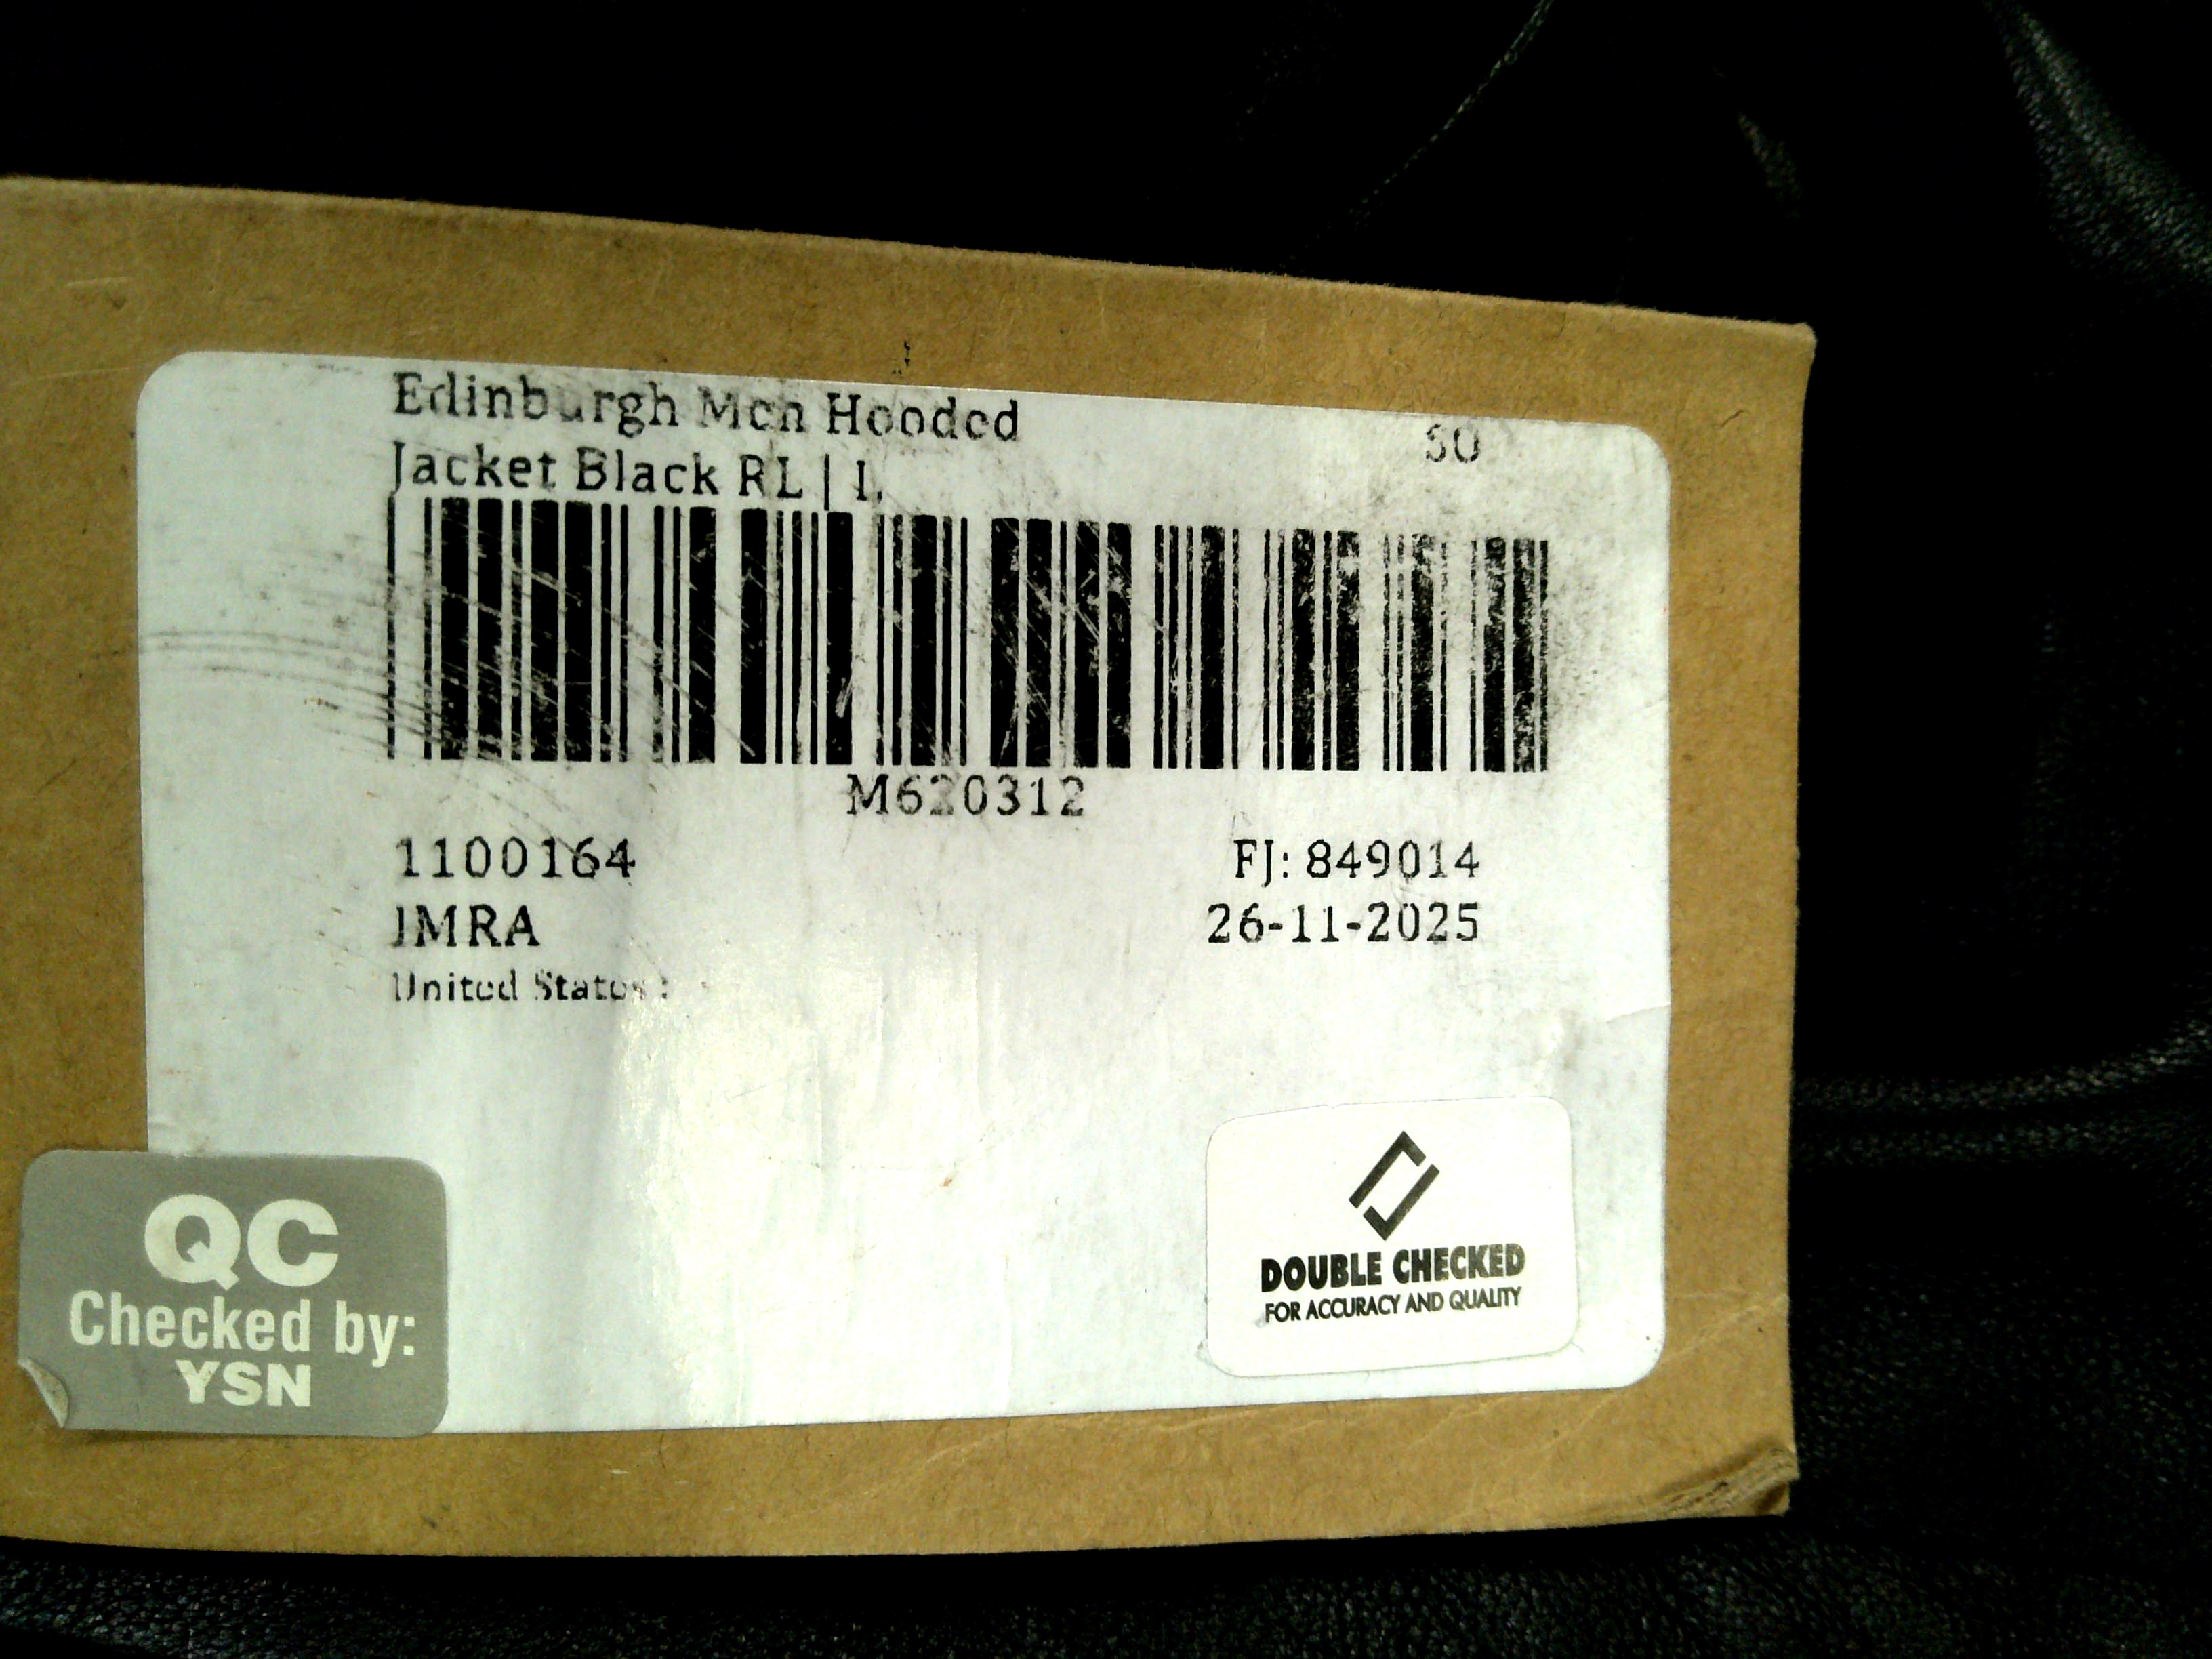 Edinburgh Men Hooded
SO
Jacket Black RL | L
M620312
1100164
FJ: 849014
JMRA
26-11-2025
United States
QC
Checked by:
YSN
DOUBLE CHECKED
FOR ACCURACY AND QUALITY